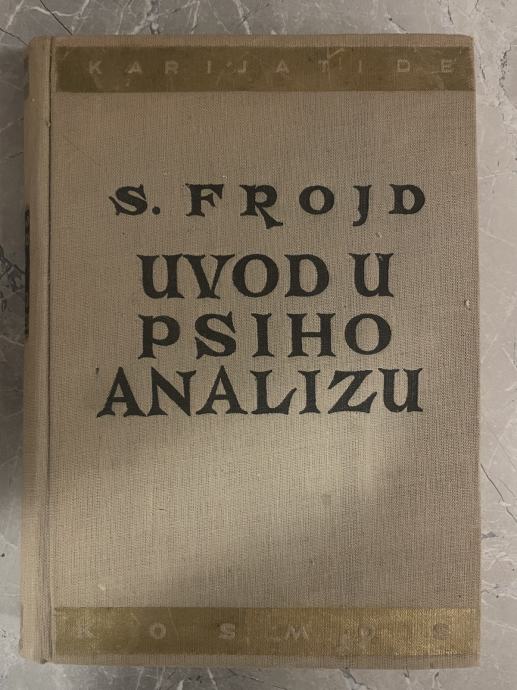 KARIJATIDE
S. FROJD
UVOD U
PSIHO
ANALIZU
KOSMOS